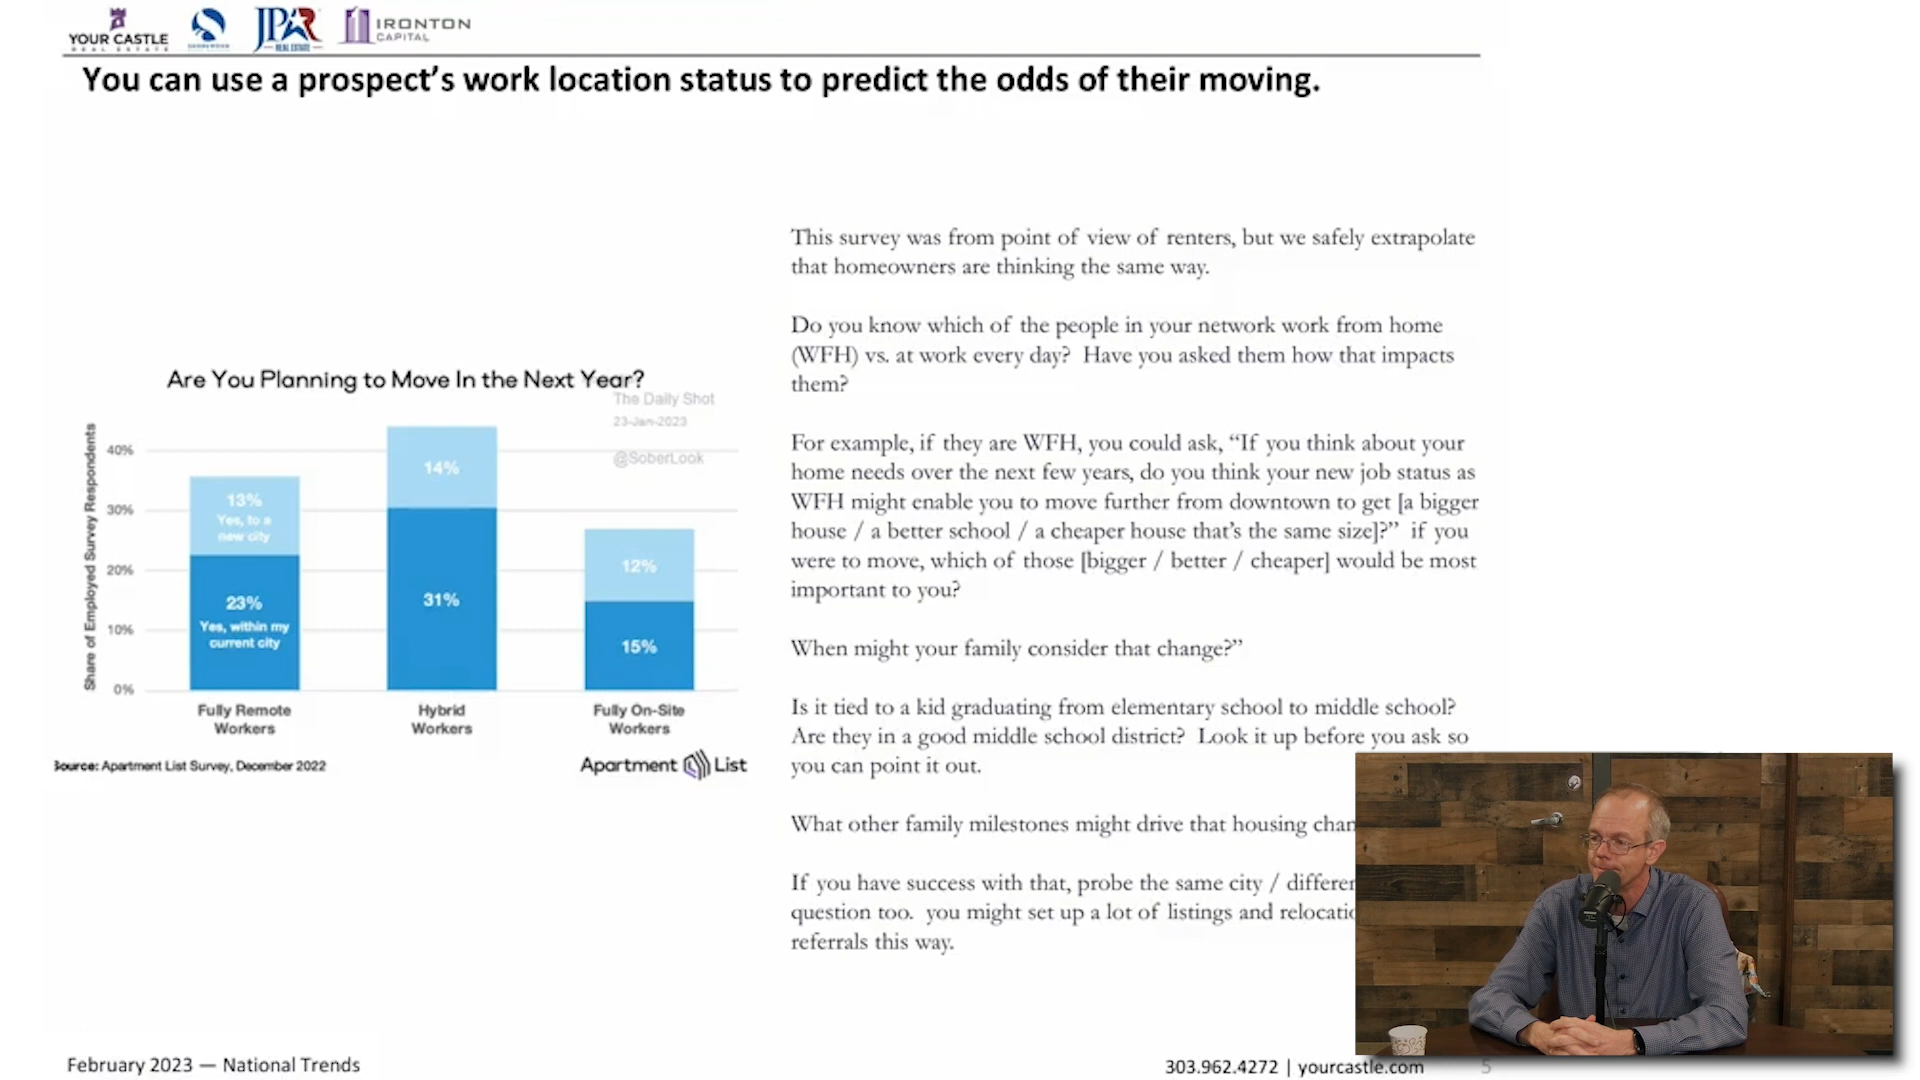 YOUR CASTLE
REAL ESTATE
JPAR
REAL ESTATE
IRONTON
CAPITAL
You can use a prospect's work location status to predict the odds of their moving.
Are You Planning to Move In the Next Year?
The Daily Shot
23-Jan-2023
@SoberLook
Share of Employed Survey Respondents
40%
30%
20%
10%
0%
13%
Yes, to a
new city
23%
Yes, within my
current city
14%
31%
12%
15%
Fully Remote
Workers
Hybrid
Workers
Fully On-Site
Workers
Source: Apartment List Survey, December 2022
Apartment List
This survey was from point of view of renters, but we safely extrapolate
that homeowners are thinking the same way.
Do you know which of the people in your network work from home
(WFH) vs. at work every day? Have you asked them how that impacts
them?
For example, if they are WFH, you could ask, “If you think about your
home needs over the next few years, do you think your new job status as
WFH might enable you to move further from downtown to get [a bigger
house / a better school / a cheaper house that’s the same size]?” if you
were to move, which of those [bigger / better / cheaper] would be most
important to you?
When might your family consider that change?”
Is it tied to a kid graduating from elementary school to middle school?
Are they in a good middle school district? Look it up before you ask so
you can point it out.
What other family milestones might drive that housing chan
If you have success with that, probe the same city / differen
question too. you might set up a lot of listings and relocatio
referrals this way.
February 2023 — National Trends
303.962.4272 | yourcastle.com
5